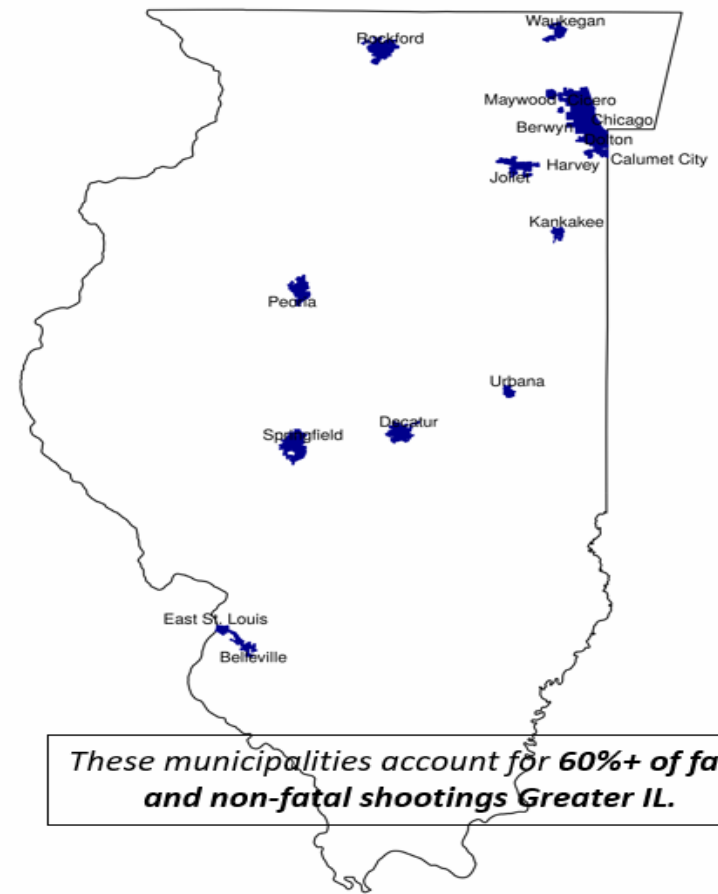 Waukegan
Rockford
Maywood
Cicero
Chicago
Berwyn
Dolton
Calumet City
Harvey
Joliet
Kankakee
Peoria
Urbana
Decatur
Springfield
East St. Louis
Belleville
These municipalities account for 60%+ of fa
and non-fatal shootings Greater IL.